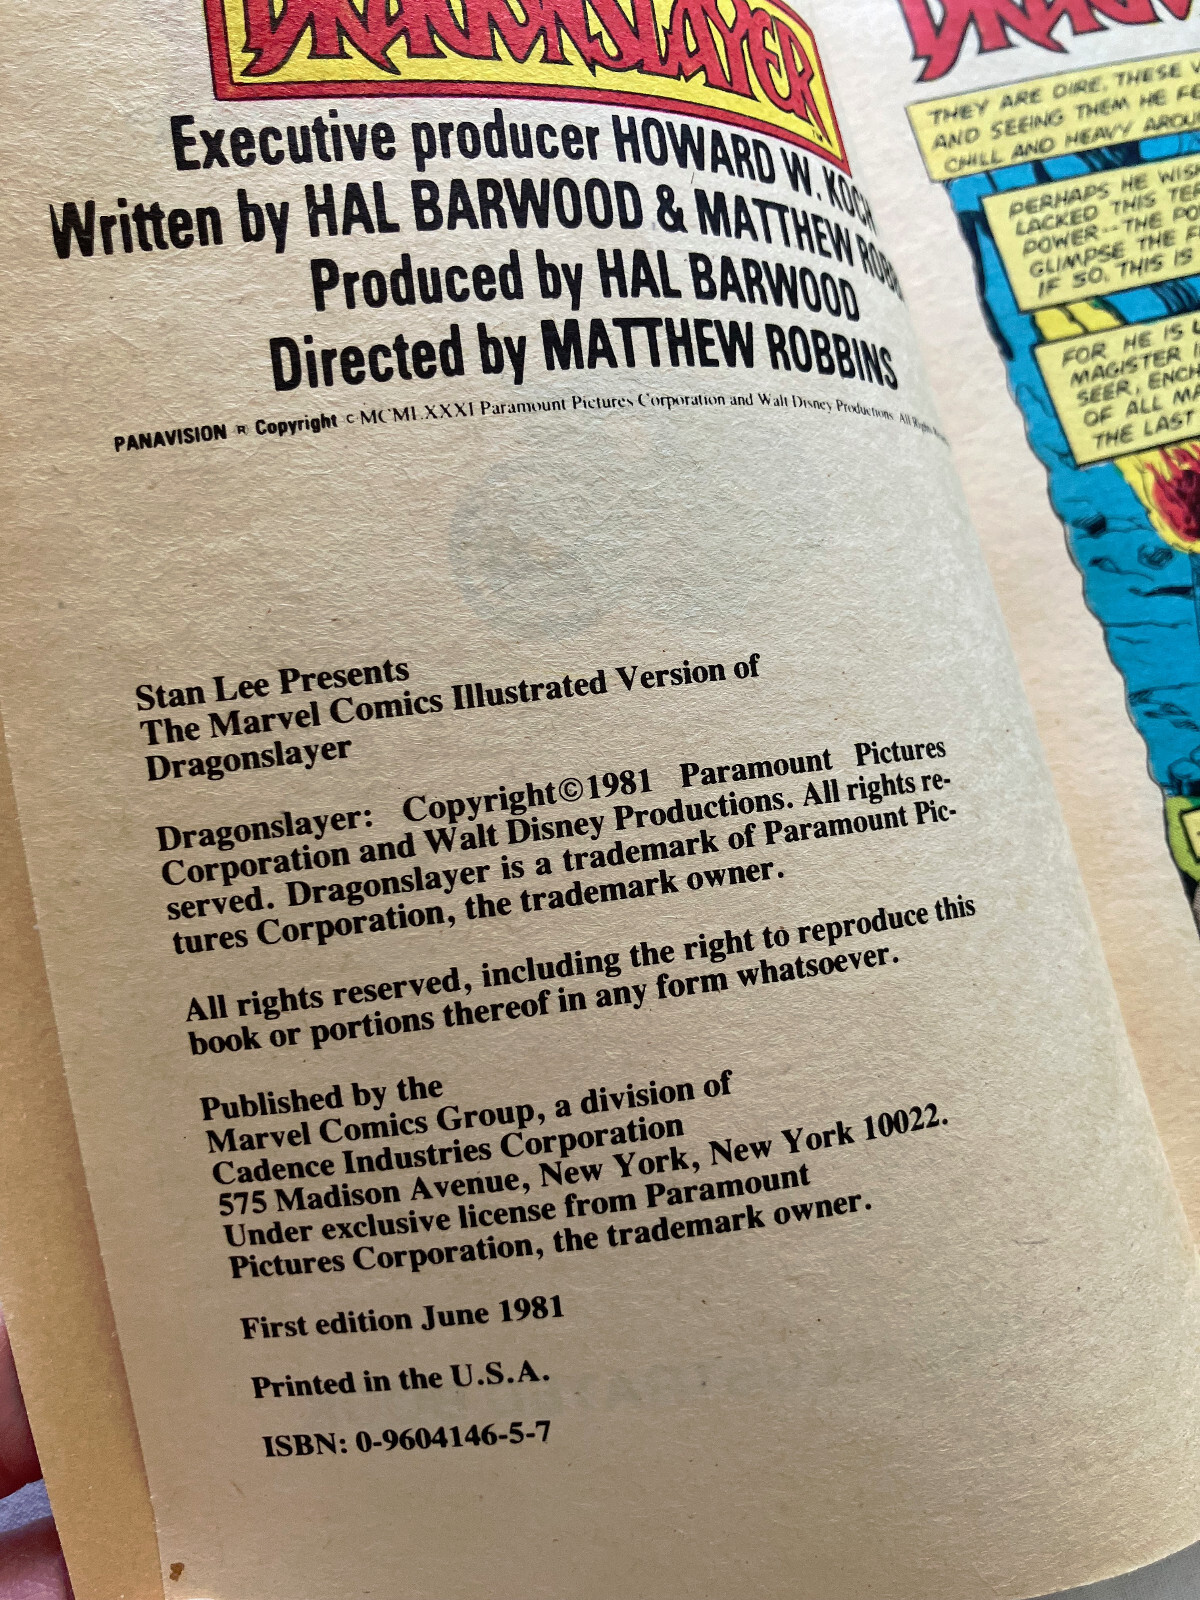 DRAGONSLAYER
Executive producer HOWARD W. KOCH
Written by HAL BARWOOD & MATTHEW
Produced by HAL BARWOOD
Directed by MATTHEW ROBBINS
PANAVISION ® Copyright © MCMLXXXI Paramount Pictures Corporation and Walt Disney Productions All Rights
Stan Lee Presents
The Marvel Comics Illustrated Version of
Dragonslayer
Dragonslayer: Copyright©1981 Paramount Pictures
Corporation and Walt Disney Productions. All rights re-
served. Dragonslayer is a trademark of Paramount Pic-
tures Corporation, the trademark owner.
All rights reserved, including the right to reproduce this
book or portions thereof in any form whatsoever.
Published by the
Marvel Comics Group, a division of
Cadence Industries Corporation
575 Madison Avenue, New York, New York 10022.
Under exclusive license from Paramount
Pictures Corporation, the trademark owner.
First edition June 1981
Printed in the U.S.A.
ISBN: 0-9604146-5-7
THEY ARE DIRE, THESE
AND SEEING THEM HE
CHILL AND HEAVY
PERHAPS HE
LACKED THIS
POWER--THE
GLIMPSE THE
IF SO, THIS IS
FOR HE IS
MAGISTER
SEER,
OF ALL
THE LAST